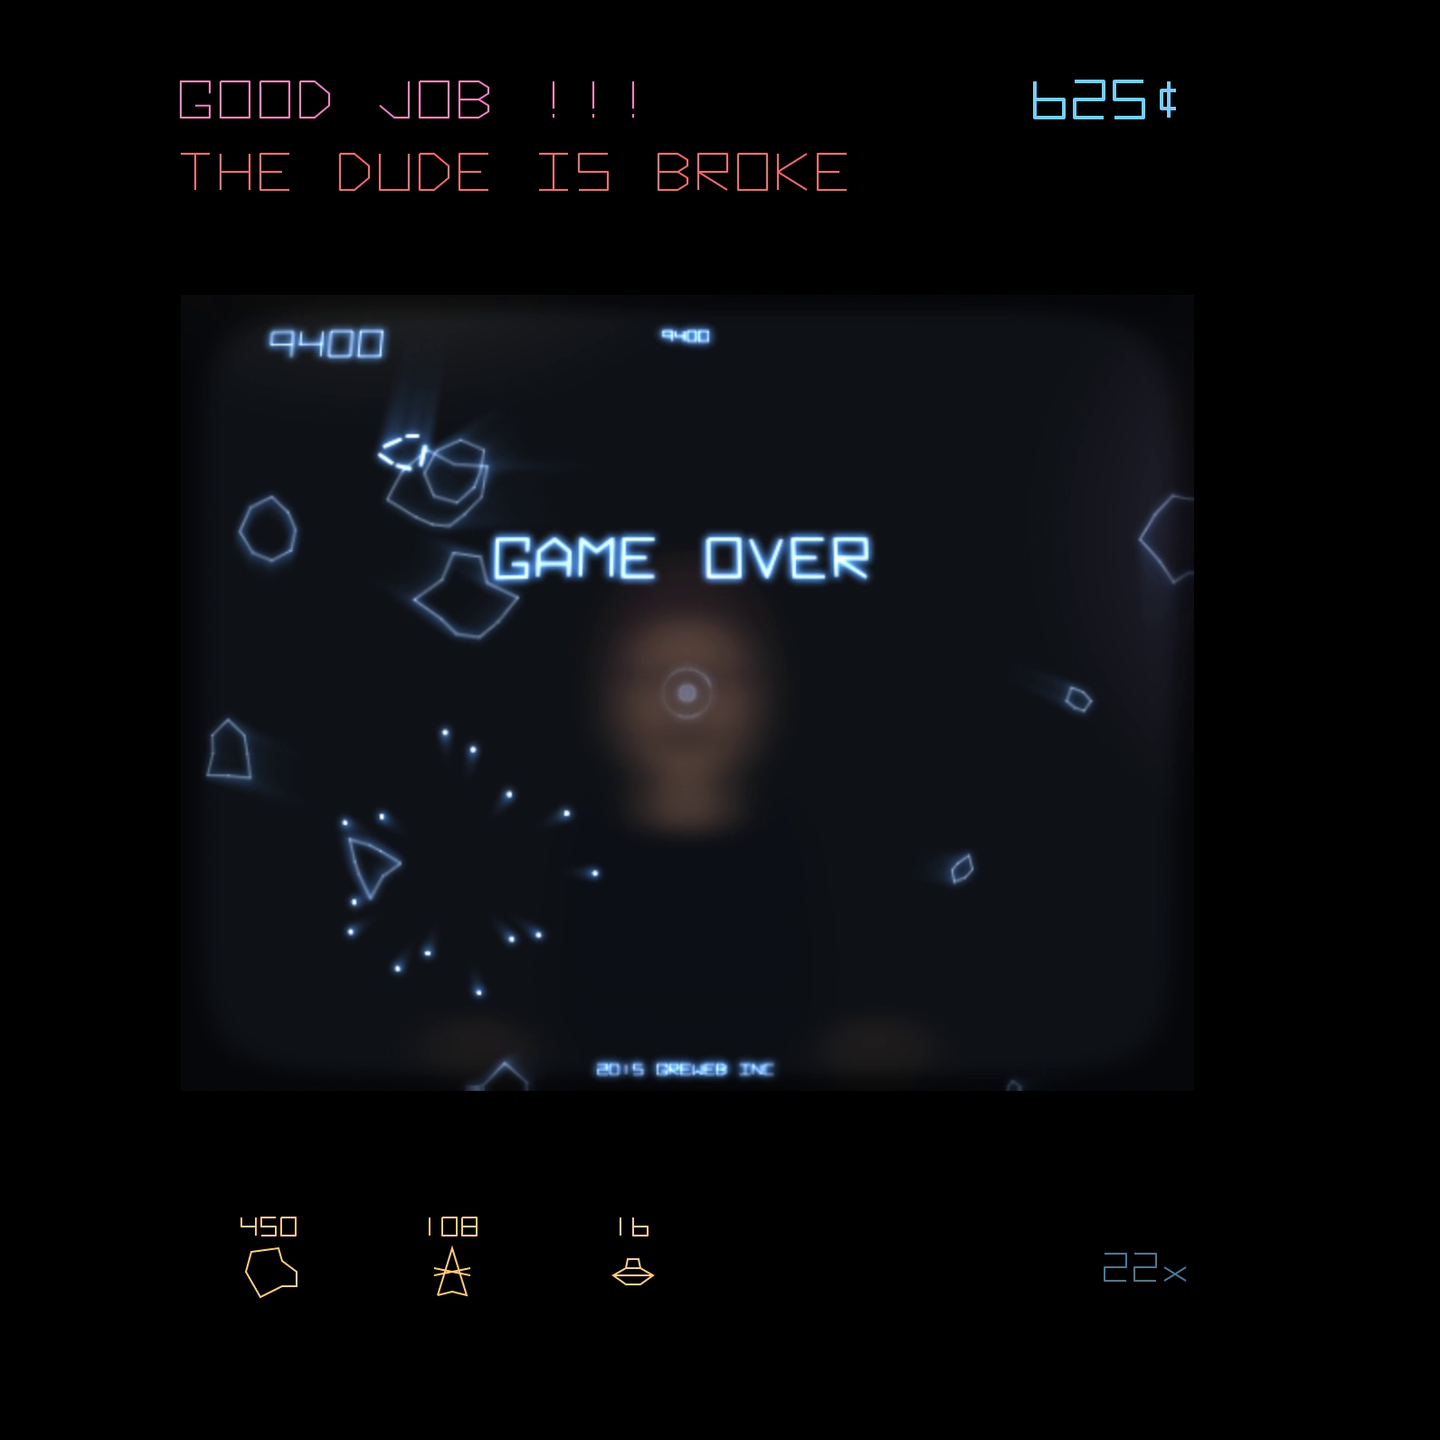 GOOD JOB !!!
625¢
THE DUDE IS BROKE
9400
9400
GAME OVER
2015 GREWEB INC
450
108
16
22x